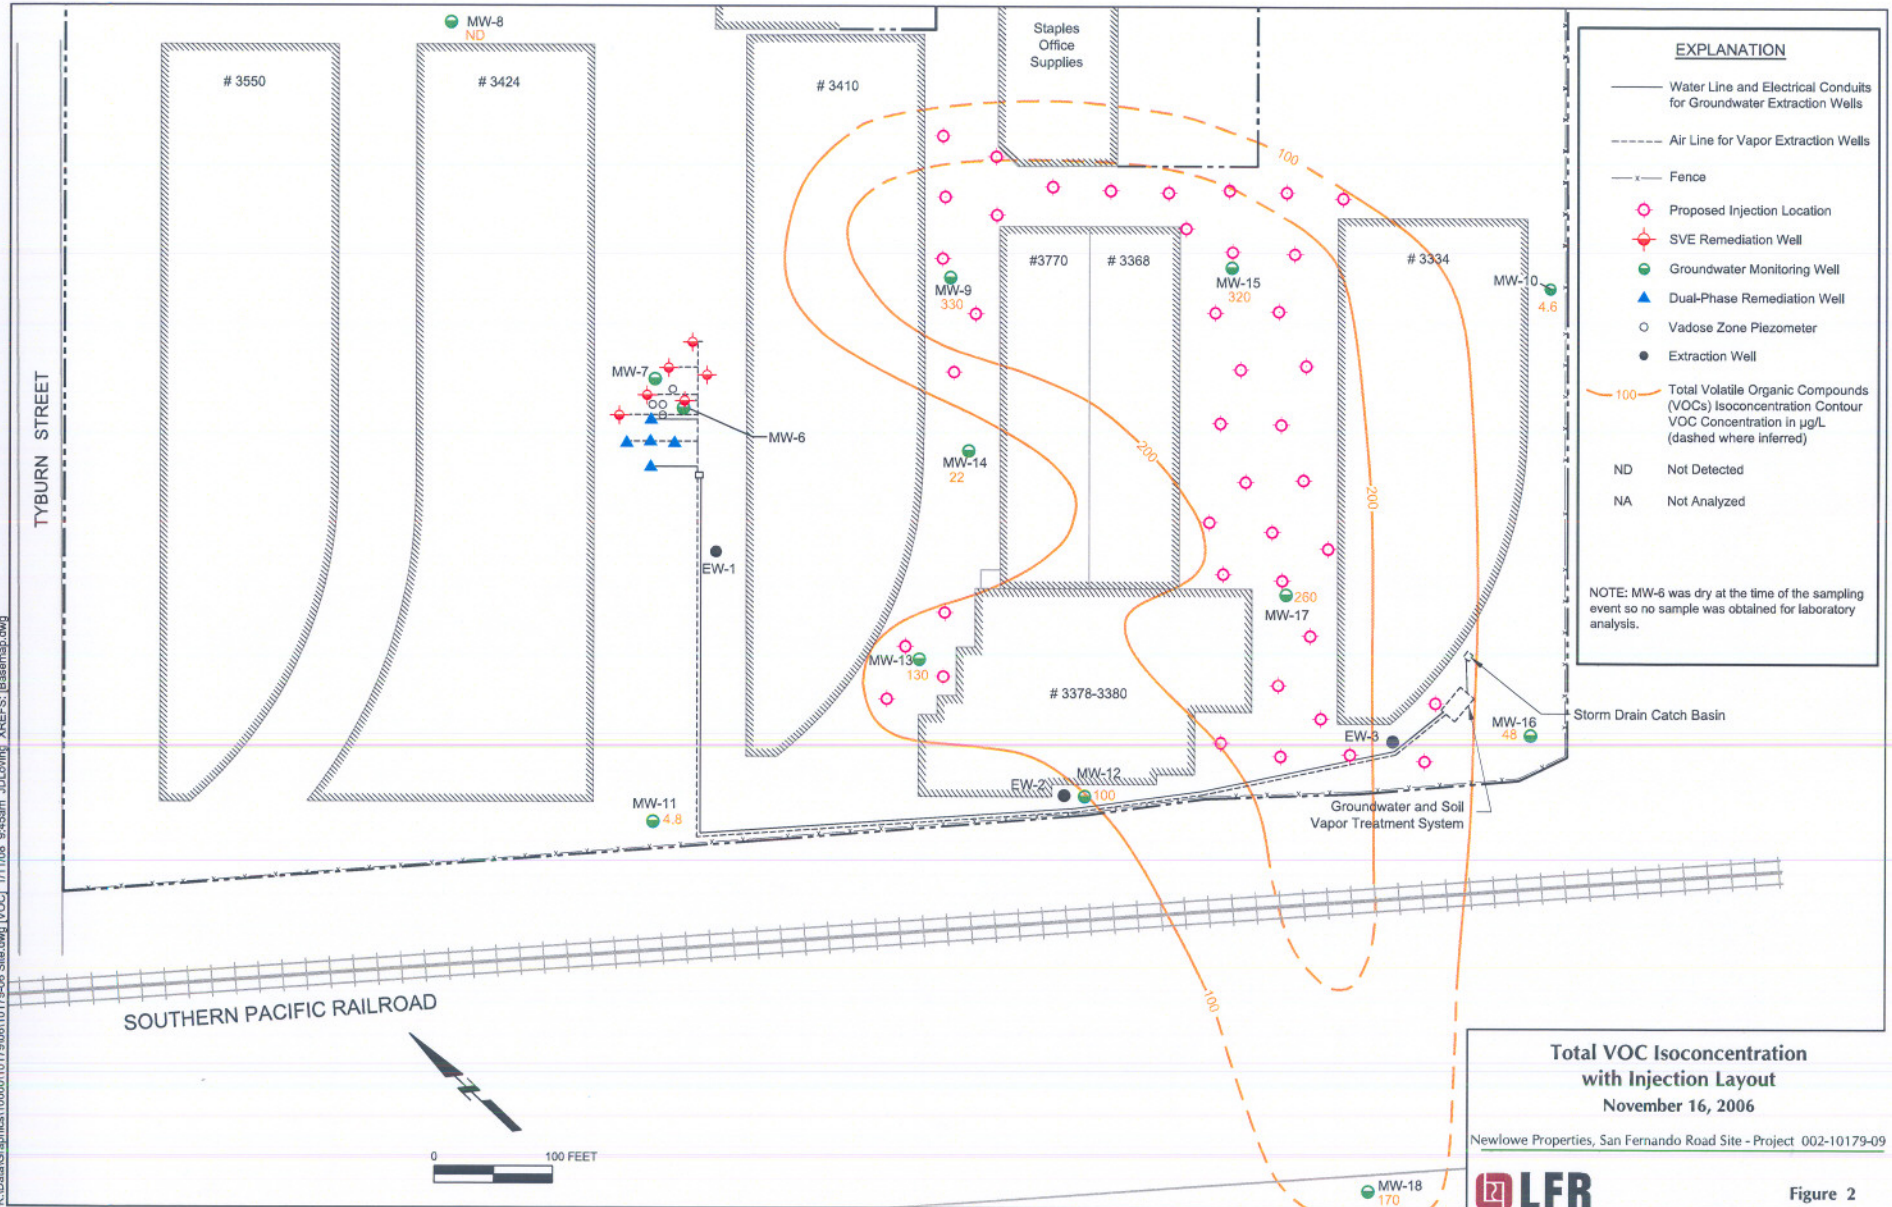 MW-8
ND
# 3550
# 3424
# 3410
Staples
Office
Supplies
100
#3770
# 3368
# 3334
MW-9
330
MW-15
320
MW-10
4.6
MW-7
MW-6
MW-14
22
200
200
TYBURN STREET
EW-1
260
MW-17
MW-13
130
# 3378-3380
EW-3
MW-16
48
Storm Drain Catch Basin
EW-2
MW-12
100
MW-11
4.8
Groundwater and Soil
Vapor Treatment System
100
SOUTHERN PACIFIC RAILROAD
0
100 FEET
MW-18
170
EXPLANATION
Water Line and Electrical Conduits
for Groundwater Extraction Wells
Air Line for Vapor Extraction Wells
x
Fence
Proposed Injection Location
SVE Remediation Well
Groundwater Monitoring Well
Dual-Phase Remediation Well
Vadose Zone Piezometer
Extraction Well
100
Total Volatile Organic Compounds
(VOCs) Isoconcentration Contour
VOC Concentration in µg/L
(dashed where inferred)
ND Not Detected
NA Not Analyzed
NOTE: MW-6 was dry at the time of the sampling
event so no sample was obtained for laboratory
analysis.
Total VOC Isoconcentration
with Injection Layout
November 16, 2006
Newlowe Properties, San Fernando Road Site - Project 002-10179-09
LFR
Figure 2